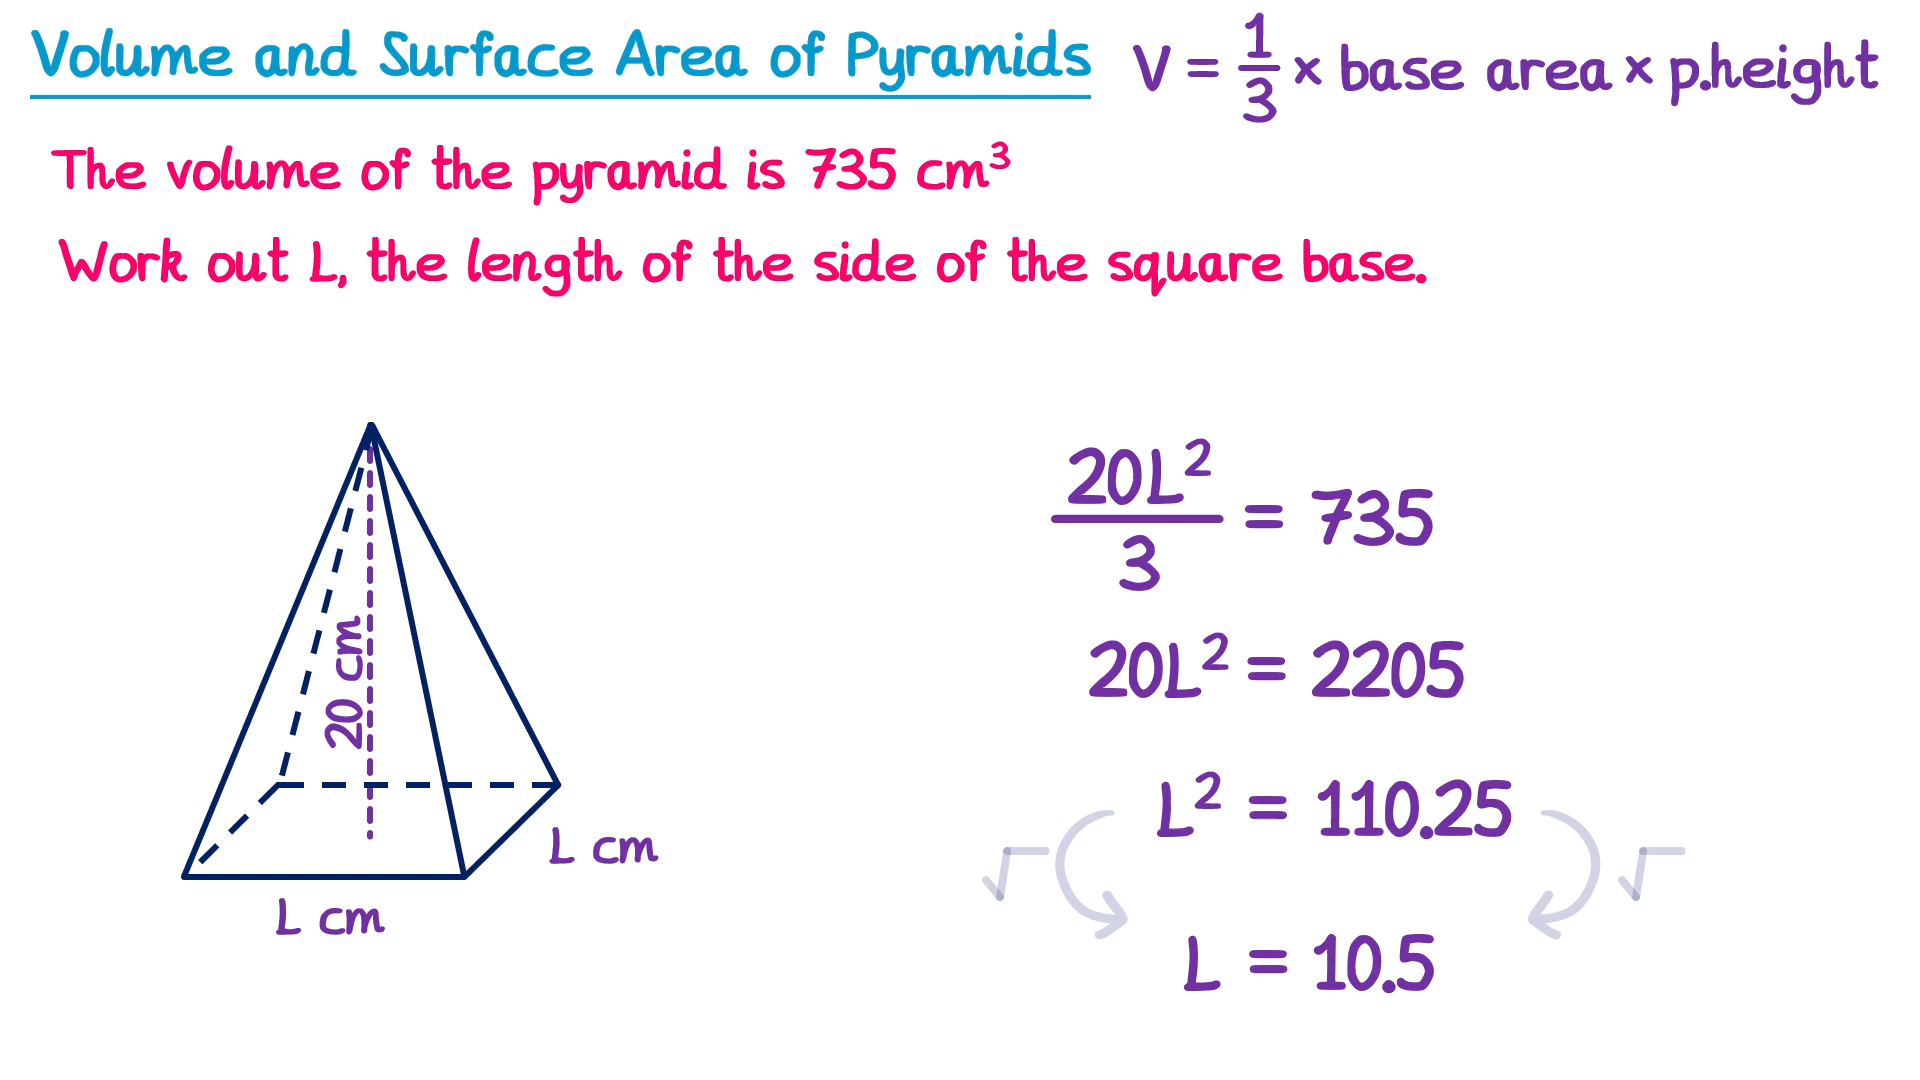 Volume and Surface Area of Pyramids
V = 1/3 × base area × p.height
The volume of the pyramid is 735 cm³
Work out L, the length of the side of the square base.
20L²/3 = 735
20L² = 2205
L² = 110.25
√ √
L = 10.5
20 cm
L cm
L cm